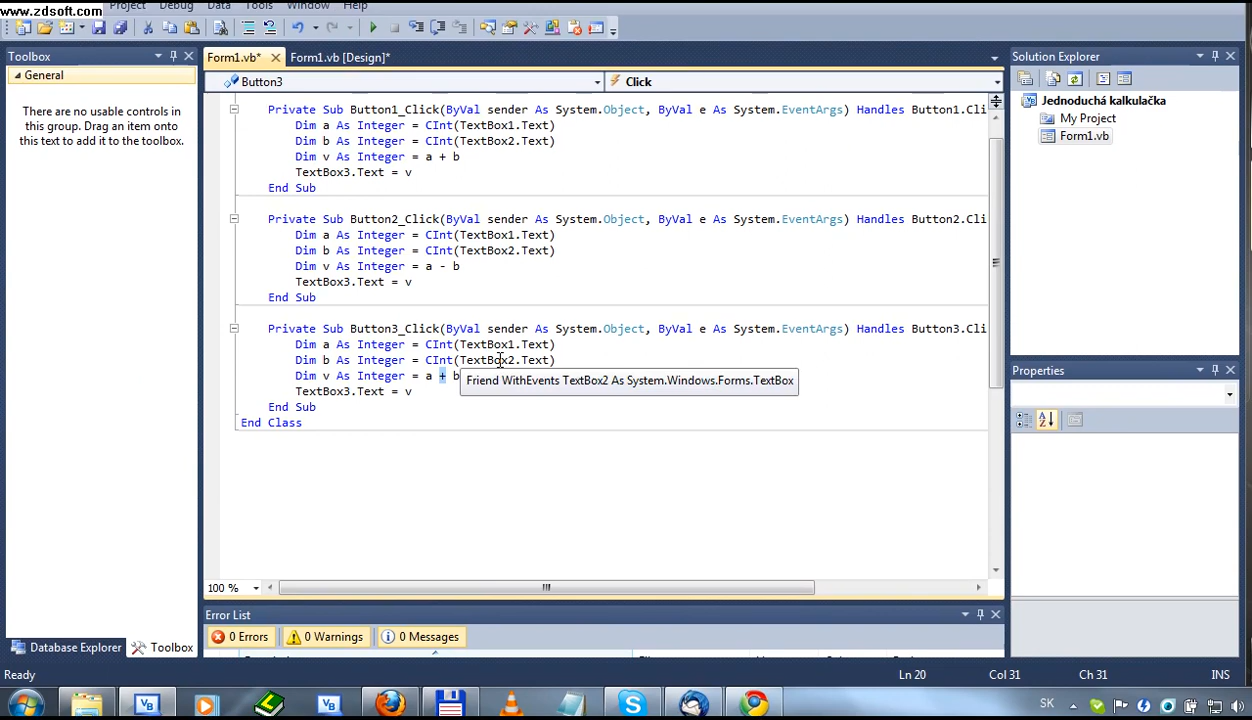 www.zdsoft.com
Project Debug Data Tools Window Help
Toolbox
General
There are no usable controls in
this group. Drag an item onto
this text to add it to the toolbox.
Database Explorer Toolbox
Form1.vb* Form1.vb [Design]*
Button3 Click
Private Sub Button1_Click(ByVal sender As System.Object, ByVal e As System.EventArgs) Handles Button1.Cli
Dim a As Integer = CInt(TextBox1.Text)
Dim b As Integer = CInt(TextBox2.Text)
Dim v As Integer = a + b
TextBox3.Text = v
End Sub
Private Sub Button2_Click(ByVal sender As System.Object, ByVal e As System.EventArgs) Handles Button2.Cli
Dim a As Integer = CInt(TextBox1.Text)
Dim b As Integer = CInt(TextBox2.Text)
Dim v As Integer = a - b
TextBox3.Text = v
End Sub
Private Sub Button3_Click(ByVal sender As System.Object, ByVal e As System.EventArgs) Handles Button3.Cli
Dim a As Integer = CInt(TextBox1.Text)
Dim b As Integer = CInt(TextBox2.Text)
Dim v As Integer = a + b
Friend WithEvents TextBox2 As System.Windows.Forms.TextBox
TextBox3.Text = v
End Sub
End Class
100 %
Error List
0 Errors 0 Warnings 0 Messages
Solution Explorer
Jednoduchá kalkulačka
My Project
Form1.vb
Properties
Ready Ln 20 Col 31 Ch 31 INS
SK